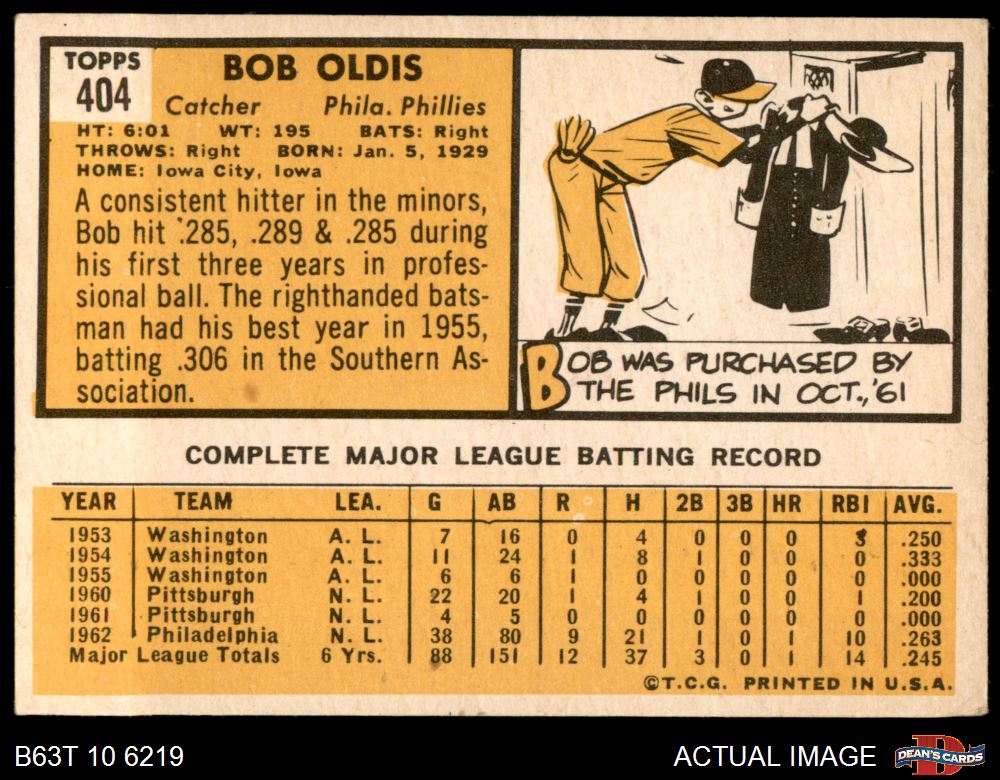 TOPPS
404
BOB OLDIS
Catcher Phila. Phillies
HT: 6:01 WT: 195 BATS: Right
THROWS: Right BORN: Jan. 5, 1929
HOME: Iowa City, Iowa
A consistent hitter in the minors,
Bob hit .285, .289 & .285 during
his first three years in profes-
sional ball. The righthanded bats-
man had his best year in 1955,
batting .306 in the Southern As-
sociation.
BOB WAS PURCHASED BY
THE PHILS IN OCT., '61
COMPLETE MAJOR LEAGUE BATTING RECORD
YEAR TEAM LEA. G AB R H 2B 3B HR RBI AVG.
1953 Washington A. L. 7 16 0 4 0 0 0 3 .250
1954 Washington A. L. 11 24 1 8 1 0 0 0 .333
1955 Washington A. L. 6 6 1 0 0 0 0 0 .000
1960 Pittsburgh N. L. 22 20 1 4 1 0 0 1 .200
1961 Pittsburgh N. L. 4 5 0 0 0 0 0 0 .000
1962 Philadelphia N. L. 38 80 9 21 1 0 1 10 .263
Major League Totals 6 Yrs. 88 151 12 37 3 0 1 14 .245
©T.C.G. PRINTED IN U.S.A.
B63T 10 6219
ACTUAL IMAGE
DEAN'S CARDS